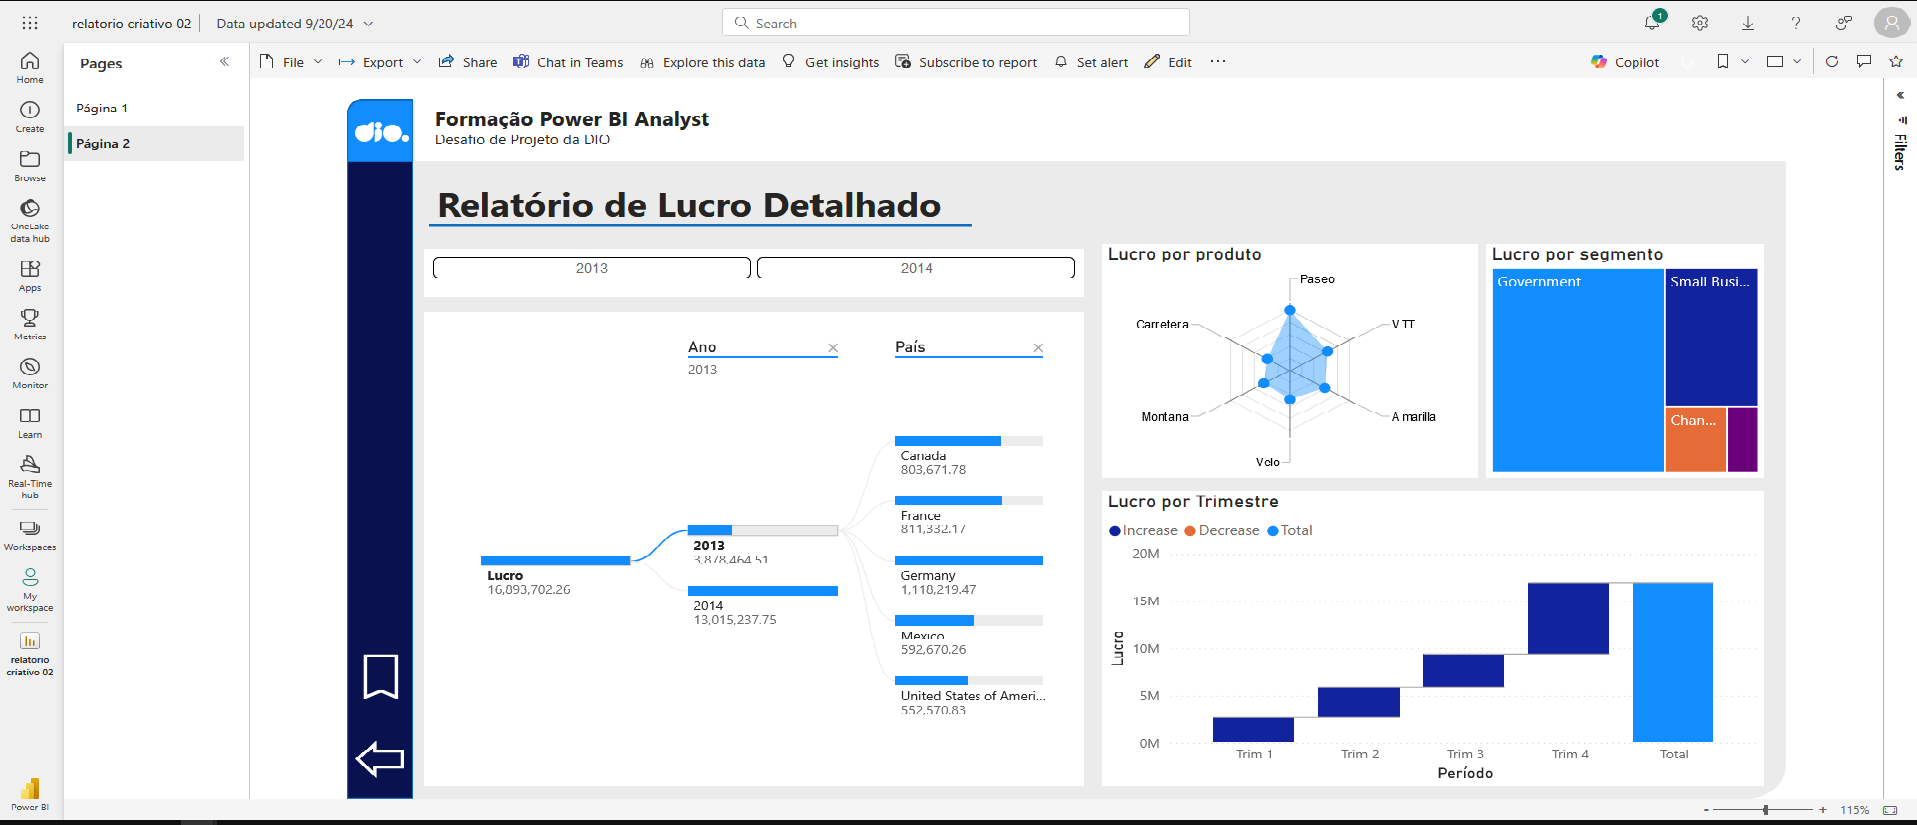 relatorio criativo 02
Data updated 9/20/24
Search
1
Home
Create
Browse
OneLake
data hub
Apps
Metrics
Monitor
Learn
Real-Time
hub
Workspaces
My
workspace
relatorio
criativo 02
Power BI
Pages
Página 1
Página 2
File
Export
Share
Chat in Teams
Explore this data
Get insights
Subscribe to report
Set alert
Edit
Copilot
Filters
dio.
Formação Power BI Analyst
Desafio de Projeto da DIO
Relatório de Lucro Detalhado
2013
2014
Ano
2013
País
Lucro
16,893,702.26
2013
3,878,464.51
2014
13,015,237.75
Canada
803,671.78
France
811,332.17
Germany
1,118,219.47
Mexico
592,670.26
United States of Ameri...
552,570.83
Lucro por produto
Paseo
VTT
Amarilla
Velo
Montana
Carretera
Lucro por segmento
Government
Small Busi...
Chan...
Lucro por Trimestre
Increase
Decrease
Total
20M
15M
10M
5M
0M
Lucro
Trim 1
Trim 2
Trim 3
Trim 4
Total
Período
115%